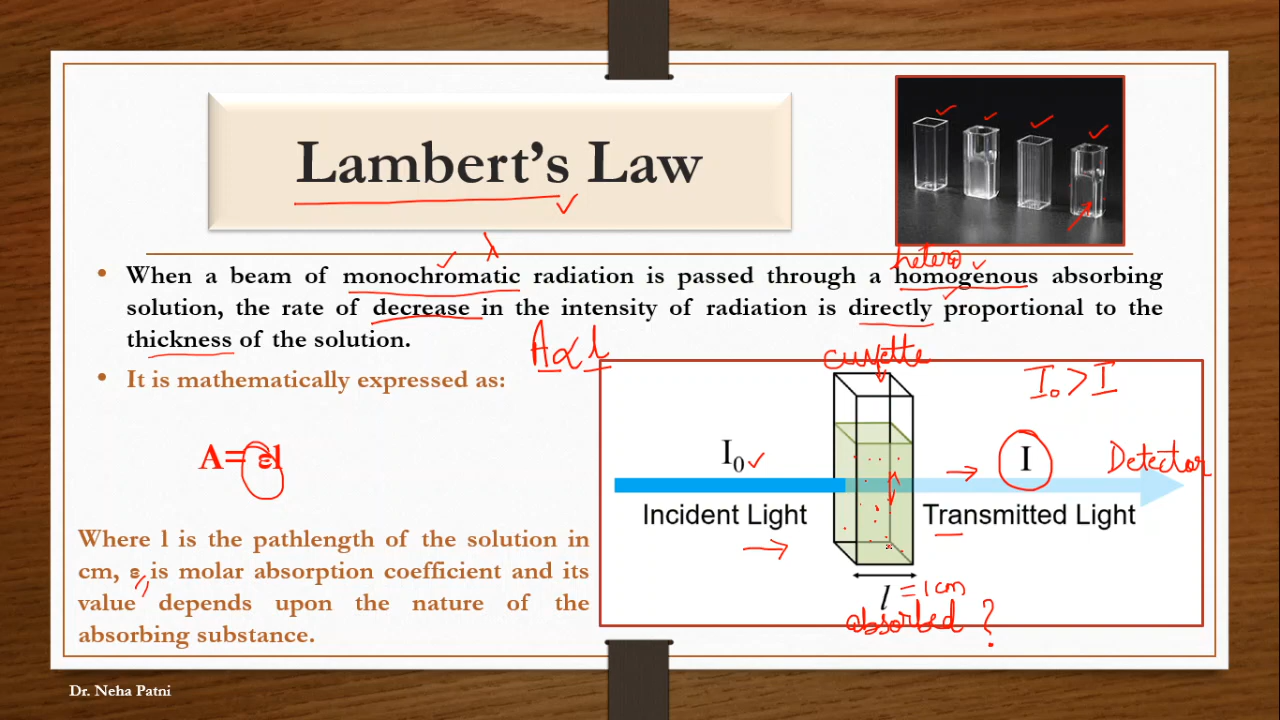 Lambert's Law
λ
hetero
When a beam of monochromatic radiation is passed through a homogenous absorbing
solution, the rate of decrease in the intensity of radiation is directly proportional to the
thickness of the solution.
A∝l
It is mathematically expressed as:
A= εl
cuvette
I₀>I
I₀
I
Detector
Incident Light
Transmitted Light
l = 1 cm
absorbed ?
Where l is the pathlength of the solution in
cm, ε is molar absorption coefficient and its
value depends upon the nature of the
absorbing substance.
Dr. Neha Patni